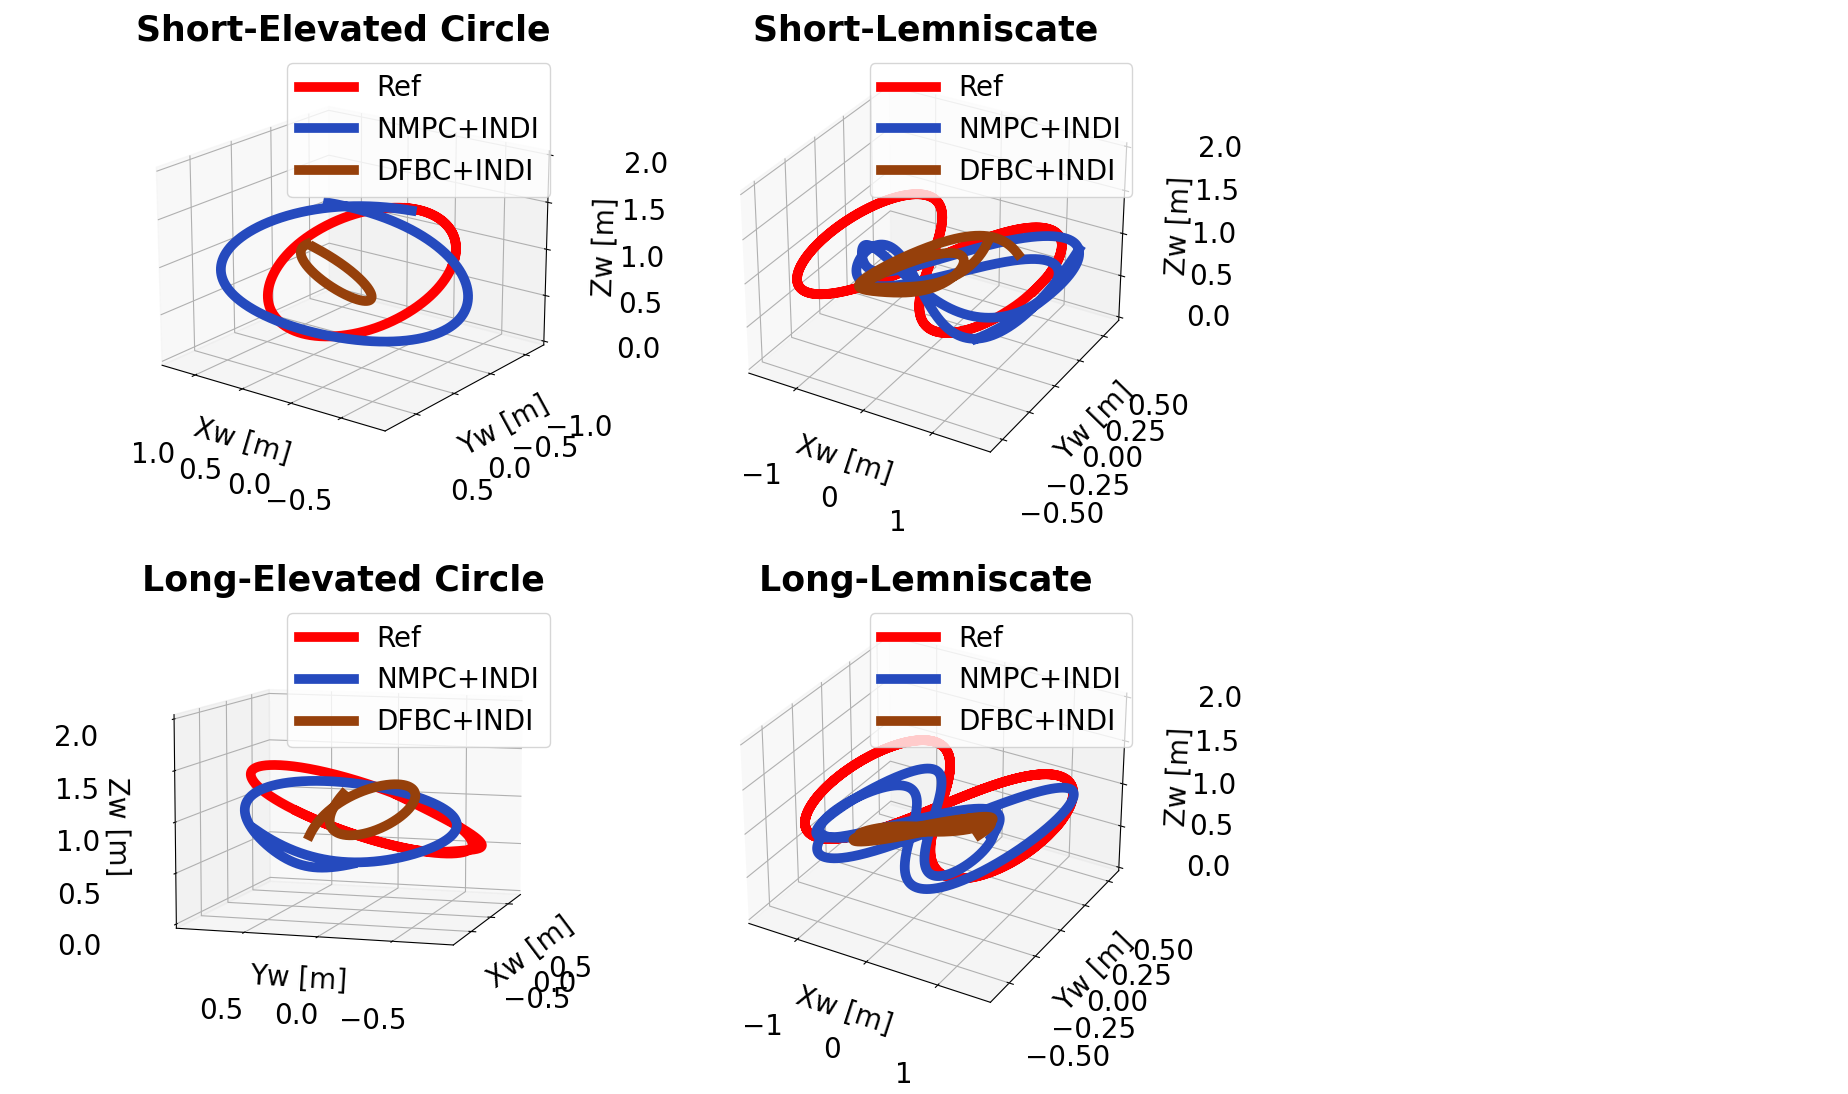 Short-Elevated Circle
Ref
NMPC+INDI
DFBC+INDI
2.0
1.5
1.0
0.5
0.0
Zw [m]
Xw [m]
1.0
0.5
0.0
−0.5
Yw [m]
−1.0
−0.5
0.0
0.5
Short-Lemniscate
Ref
NMPC+INDI
DFBC+INDI
2.0
1.5
1.0
0.5
0.0
Zw [m]
Xw [m]
−1
0
1
Yw [m]
0.50
0.25
0.00
−0.25
−0.50
Long-Elevated Circle
Ref
NMPC+INDI
DFBC+INDI
2.0
1.5
1.0
0.5
0.0
Zw [m]
Yw [m]
0.5
0.0
−0.5
Xw [m]
0.5
0.0
−0.5
Long-Lemniscate
Ref
NMPC+INDI
DFBC+INDI
2.0
1.5
1.0
0.5
0.0
Zw [m]
Xw [m]
−1
0
1
Yw [m]
0.50
0.25
0.00
−0.25
−0.50